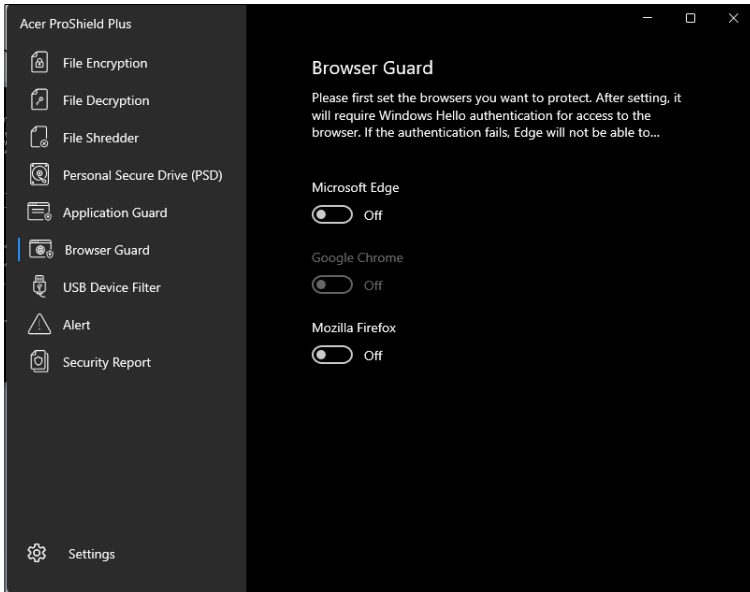 Acer ProShield Plus
File Encryption
File Decryption
File Shredder
Personal Secure Drive (PSD)
Application Guard
Browser Guard
USB Device Filter
Alert
Security Report
Settings
Browser Guard
Please first set the browsers you want to protect. After setting, it
will require Windows Hello authentication for access to the
browser. If the authentication fails, Edge will not be able to...
Microsoft Edge
Off
Google Chrome
Off
Mozilla Firefox
Off